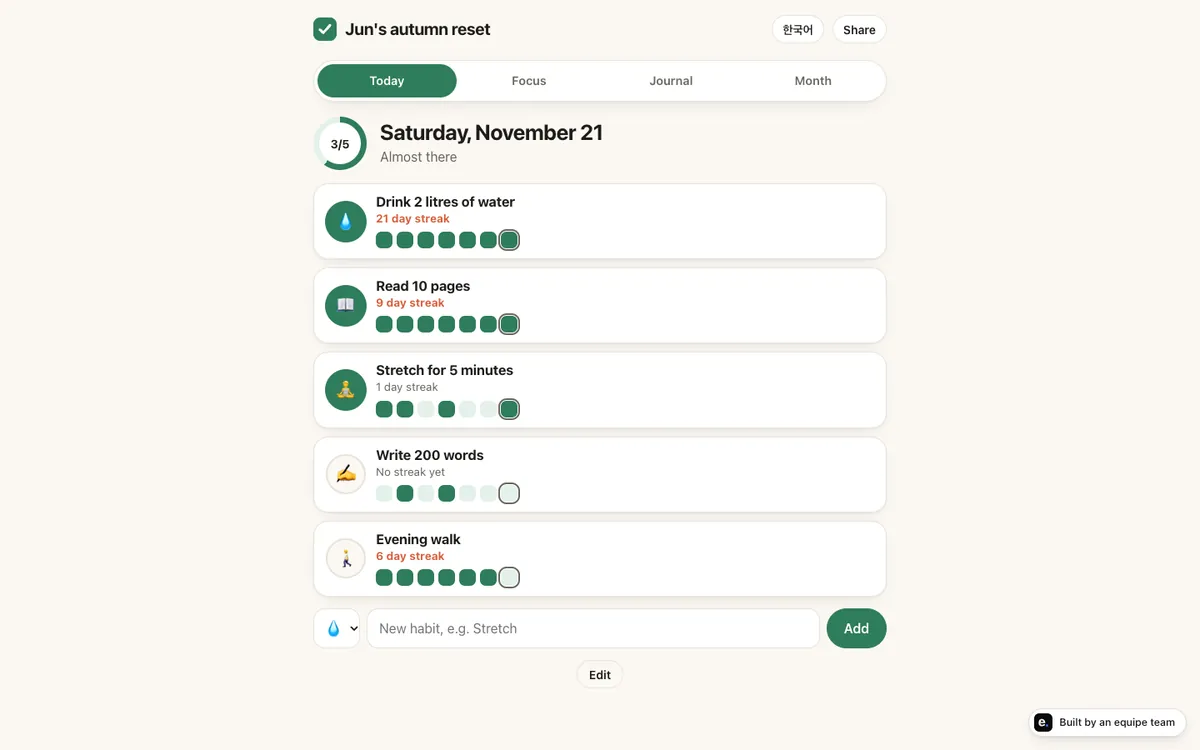 Jun's autumn reset
한국어
Share
Today
Focus
Journal
Month
3/5
Saturday, November 21
Almost there
Drink 2 litres of water
21 day streak
Read 10 pages
9 day streak
Stretch for 5 minutes
1 day streak
Write 200 words
No streak yet
Evening walk
6 day streak
New habit, e.g. Stretch
Add
Edit
e. Built by an equipe team